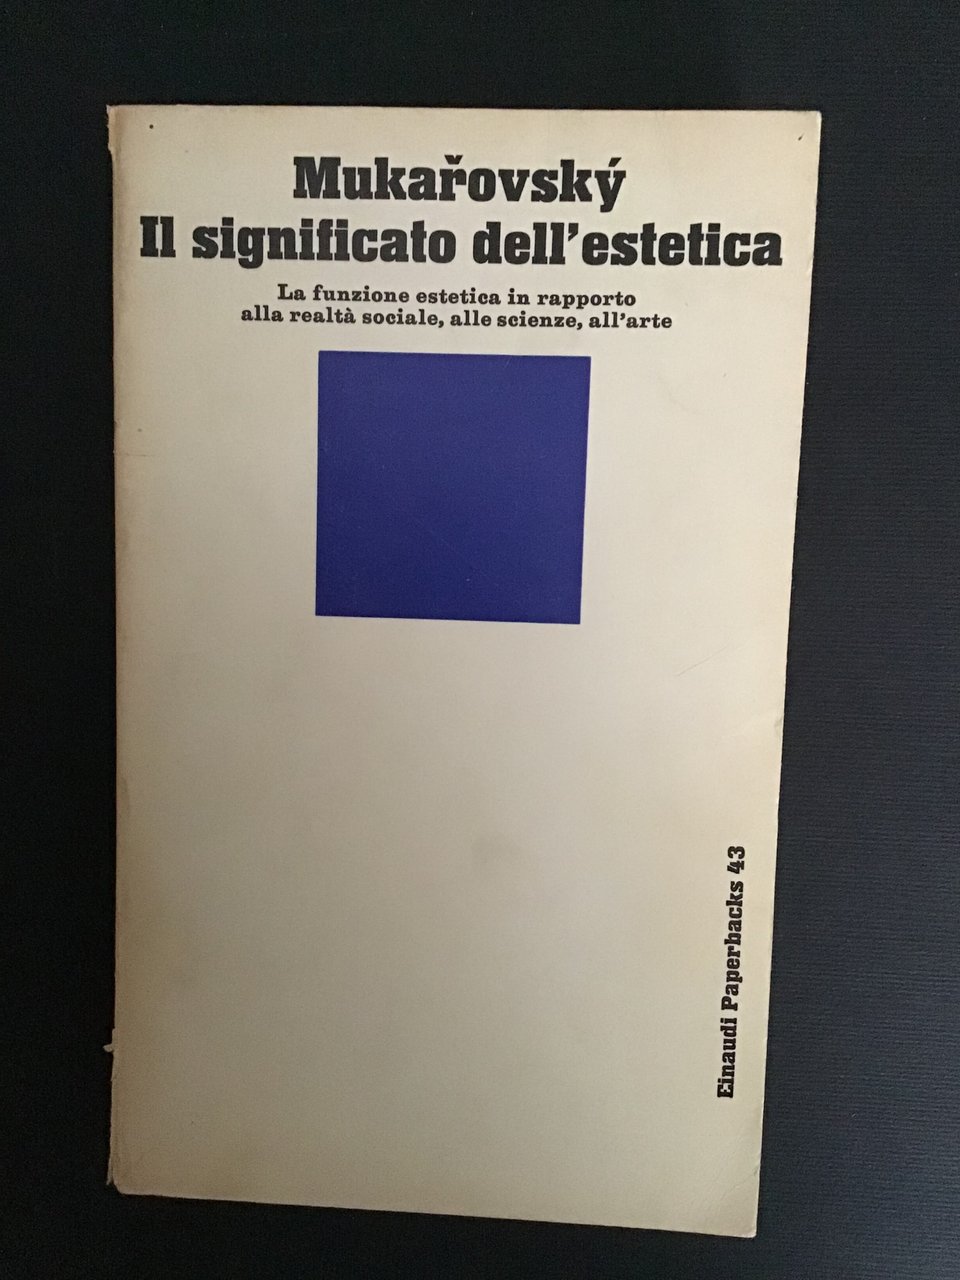 Mukařovský
Il significato dell'estetica
La funzione estetica in rapporto
alla realtà sociale, alle scienze, all'arte
Einaudi Paperbacks 43